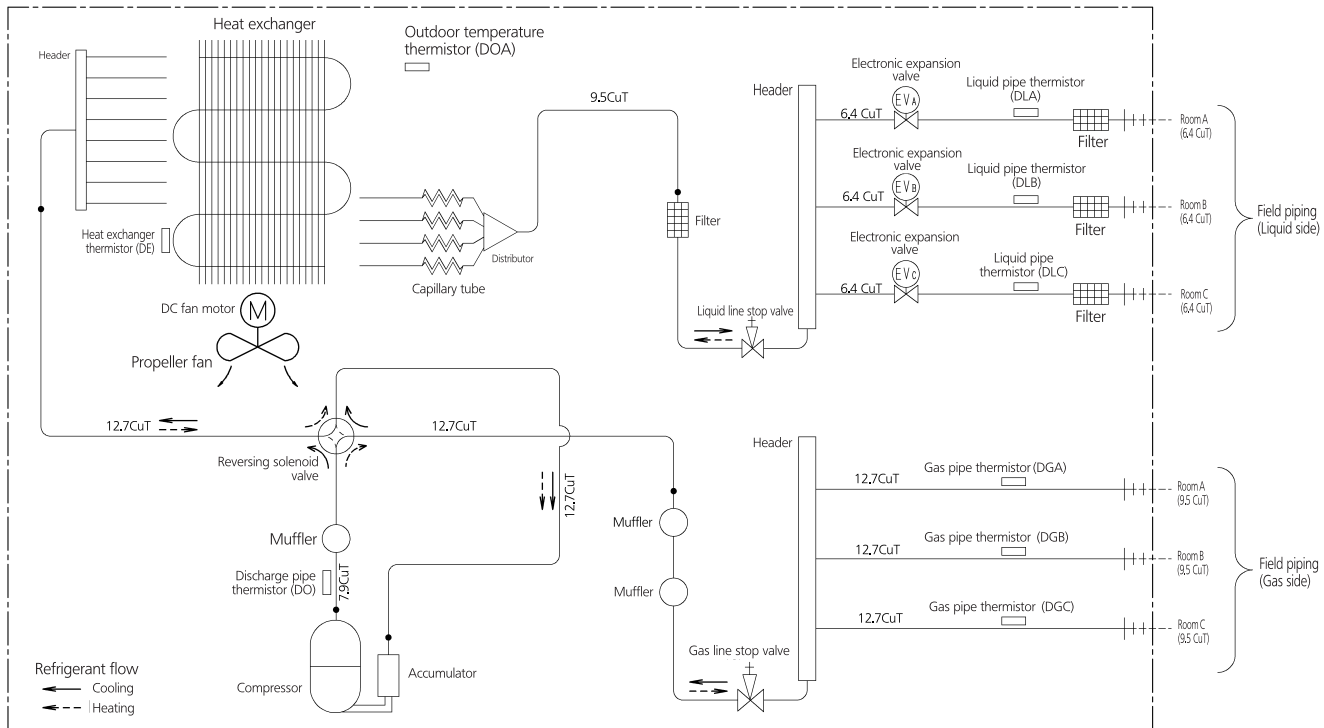 Heat exchanger
Header
Outdoor temperature
thermistor (DOA)
9.5CuT
Header
Electronic expansion
valve
EVA
6.4 CuT
Liquid pipe thermistor
(DLA)
Filter
Room A
(6.4 CuT)
Electronic expansion
valve
EVB
6.4 CuT
Liquid pipe thermistor
(DLB)
Filter
Room B
(6.4 CuT)
Field piping
(Liquid side)
Electronic expansion
valve
EVC
6.4 CuT
Liquid pipe
thermistor (DLC)
Filter
Room C
(6.4 CuT)
Filter
Heat exchanger
thermistor (DE)
Distributor
Capillary tube
Liquid line stop valve
DC fan motor
M
Propeller fan
12.7CuT
Reversing solenoid
valve
12.7CuT
12.7CuT
Muffler
Discharge pipe
thermistor (DO)
7.9CuT
Muffler
Muffler
Header
12.7CuT
Gas pipe thermistor (DGA)
Room A
(9.5 CuT)
12.7CuT
Gas pipe thermistor (DGB)
Room B
(9.5 CuT)
Field piping
(Gas side)
12.7CuT
Gas pipe thermistor (DGC)
Room C
(9.5 CuT)
Gas line stop valve
Accumulator
Compressor
Refrigerant flow
Cooling
Heating